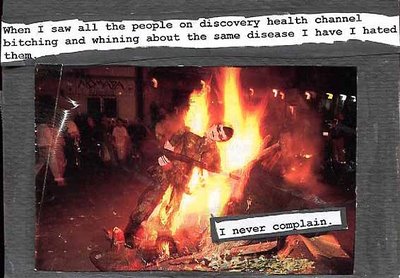 When I saw all the people on discovery health channel
bitching and whining about the same disease I have I hated
them.
I never complain.